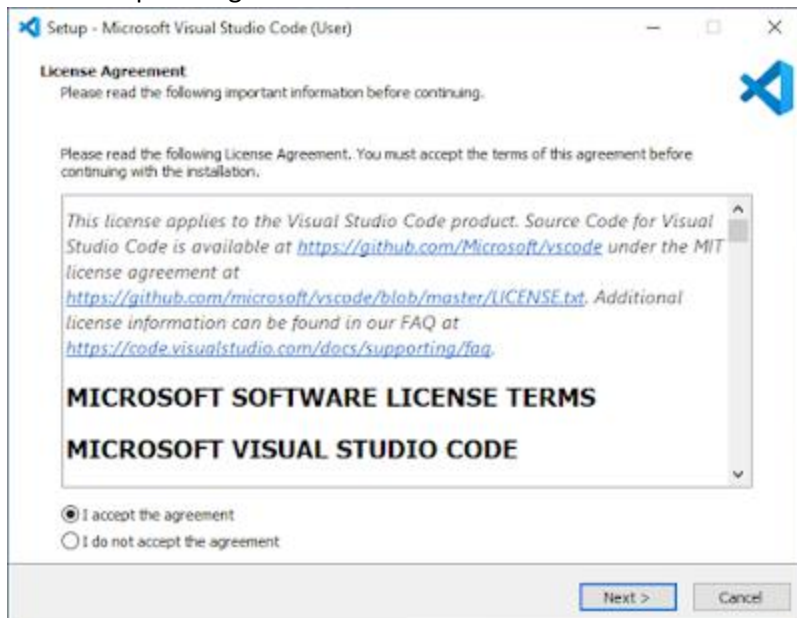 Setup - Microsoft Visual Studio Code (User)
License Agreement
Please read the following important information before continuing.
Please read the following License Agreement. You must accept the terms of this agreement before
continuing with the installation.
This license applies to the Visual Studio Code product. Source Code for Visual
Studio Code is available at https://github.com/Microsoft/vscode under the MIT
license agreement at
https://github.com/microsoft/vscode/blob/master/LICENSE.txt. Additional
license information can be found in our FAQ at
https://code.visualstudio.com/docs/supporting/faq.
MICROSOFT SOFTWARE LICENSE TERMS
MICROSOFT VISUAL STUDIO CODE
I accept the agreement
I do not accept the agreement
Next > Cancel